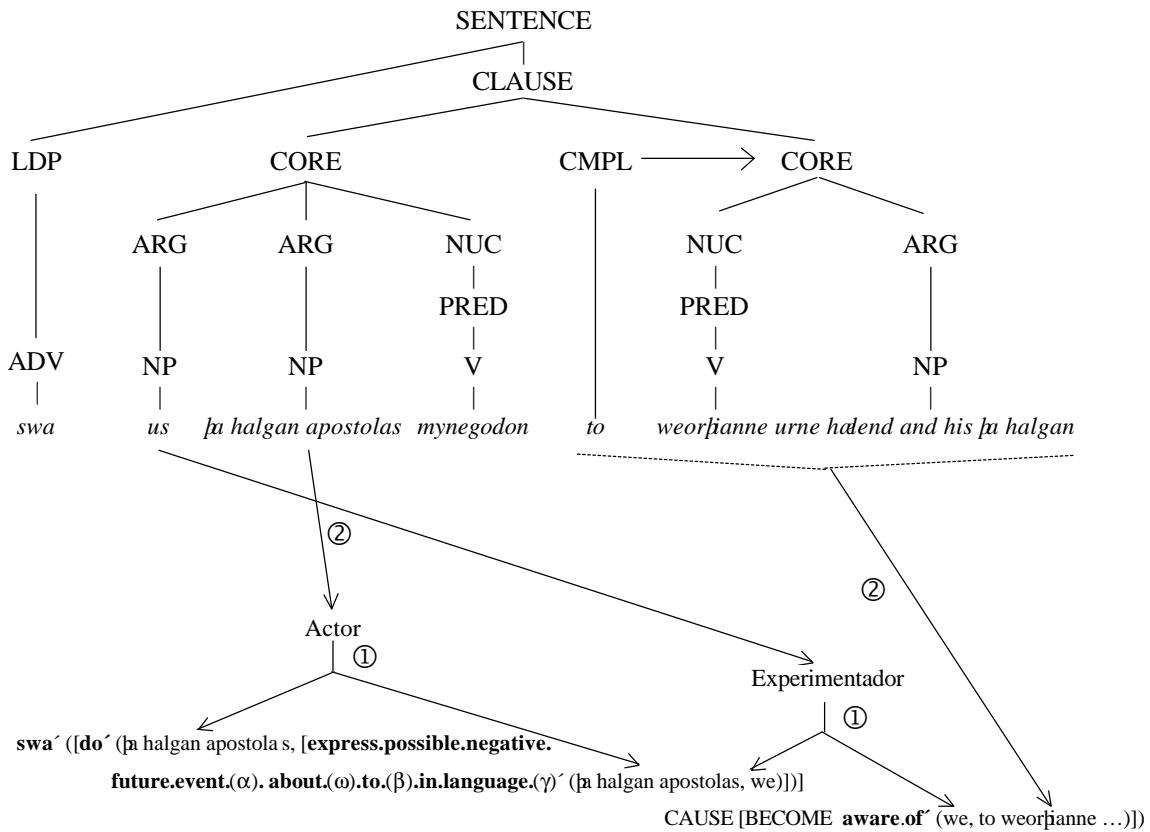 SENTENCE
CLAUSE
LDP CORE CMPL CORE
ARG ARG NUC NUC ARG
PRED PRED
ADV NP NP V V NP
swa us þa halgan apostolas mynegodon to weorþianne urne hælend and his þa halgan
②
②
Actor
①
Experimentador
①
swa´ ([do´ (þa halgan apostola s, [express.possible.negative.
future.event.(α). about.(ω).to.(β).in.language.(γ)´ (þa halgan apostolas, we)])]
CAUSE [BECOME aware.of´ (we, to weorþianne …)])